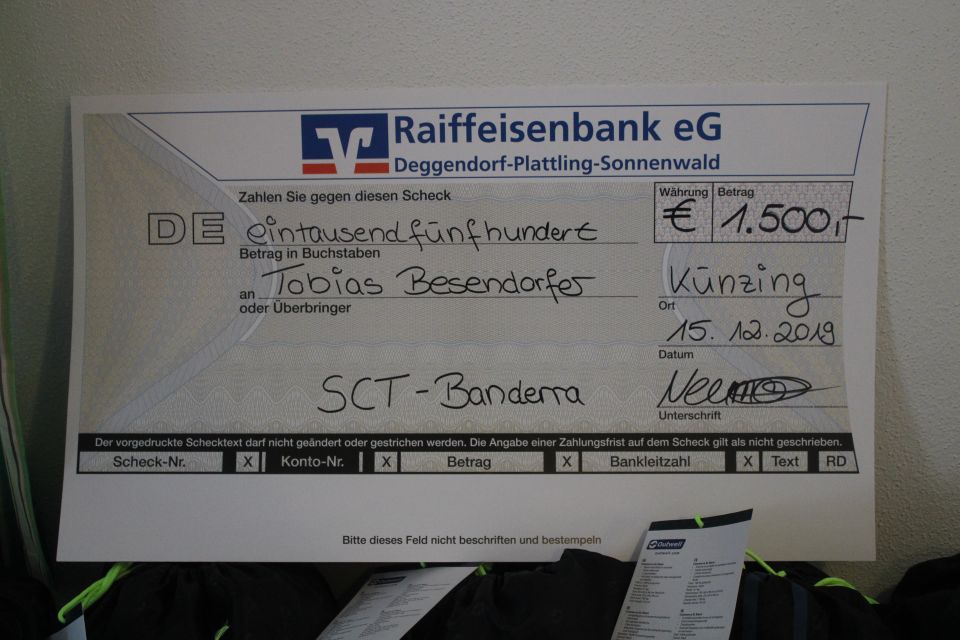 Raiffeisenbank eG
Deggendorf-Plattling-Sonnenwald
Zahlen Sie gegen diesen Scheck
Währung Betrag
DE eintausendfünfhundert € 1.500,-
Betrag in Buchstaben
an Tobias Besendorfer Künzing
oder Überbringer Ort
15.12.2019
Datum
SCT-Banderra
Unterschrift
Der vorgedruckte Schecktext darf nicht geändert oder gestrichen werden. Die Angabe einer Zahlungsfrist auf dem Scheck gilt als nicht geschrieben.
Scheck-Nr. X Konto-Nr. X Betrag X Bankleitzahl X Text RD
Bitte dieses Feld nicht beschriften und bestempeln
Outwell